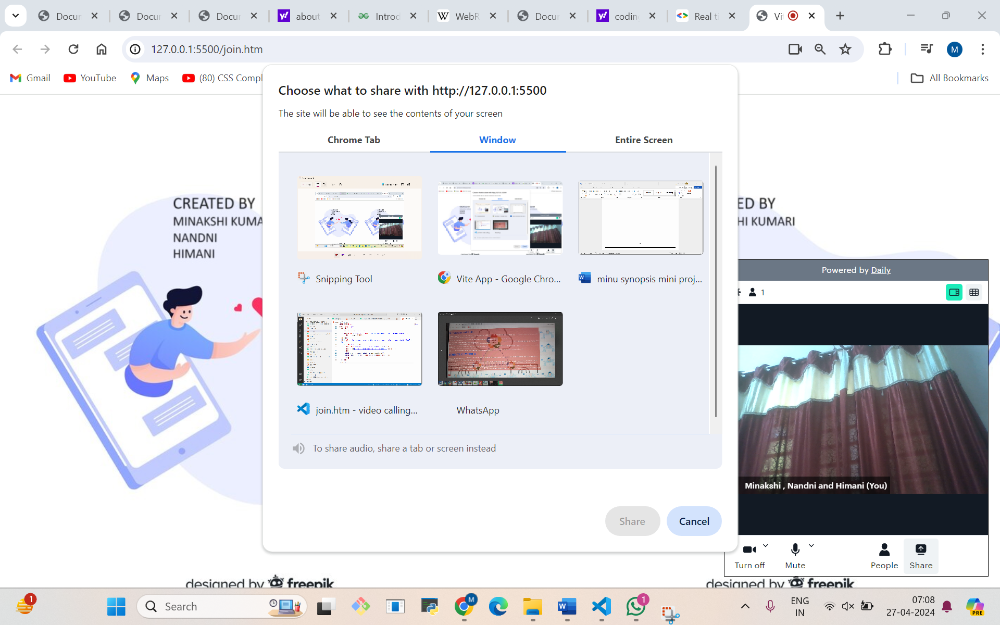 Docur
Docur
Docur
about
Introd
WebR
Docur
coding
Real ti
Vit
127.0.0.1:5500/join.htm
M
Gmail
YouTube
Maps
(80) CSS Compl
All Bookmarks
Choose what to share with http://127.0.0.1:5500
The site will be able to see the contents of your screen
Chrome Tab
Window
Entire Screen
Snipping Tool
Vite App - Google Chro...
minu synopsis mini proj...
join.htm - video calling...
WhatsApp
To share audio, share a tab or screen instead
Share
Cancel
CREATED BY
MINAKSHI KUMA
NANDNI
HIMANI
ED BY
HI KUMARI
Powered by Daily
1
Minakshi , Nandni and Himani (You)
Turn off
Mute
People
Share
designed by freepik
designed by freepik
1
Search
M
1
ENG
IN
07:08
27-04-2024
PRE